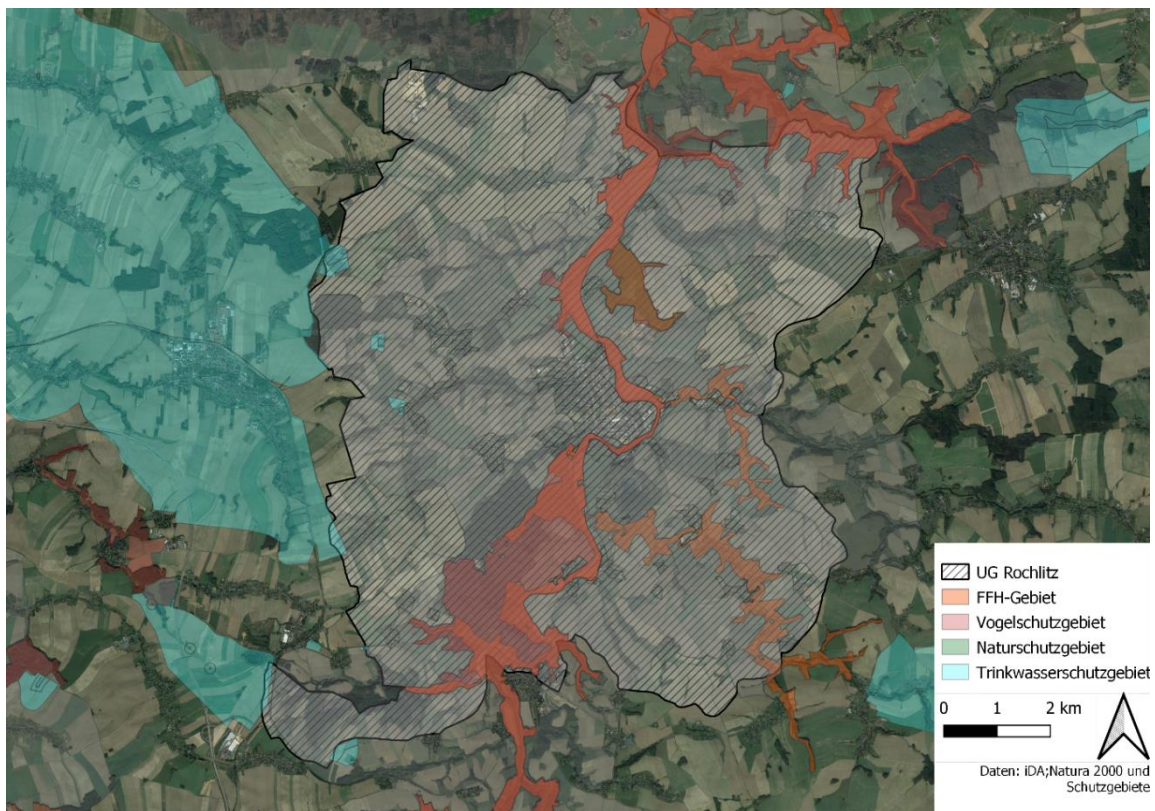 UG Rochlitz
FFH-Gebiet
Vogelschutzgebiet
Naturschutzgebiet
Trinkwasserschutzgebiet
0 1 2 km
Daten: iDA;Natura 2000 und
Schutzgebiete